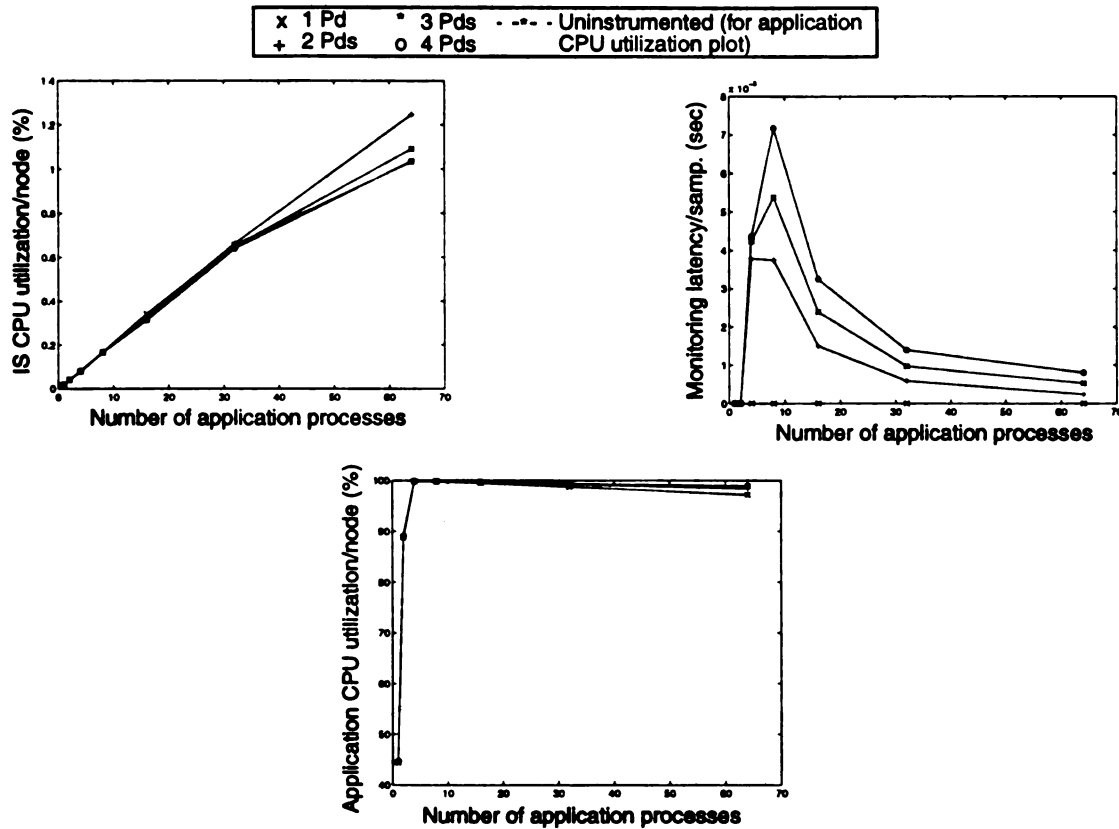 x 1 Pd * 3 Pds - -*- - Uninstrumented (for application
+ 2 Pds o 4 Pds CPU utilization plot)
1.4
1.2
1
0.8
0.6
0.4
0.2
0
0 10 20 30 40 50 60 70
IS CPU utilization/node (%)
Number of application processes
8
7
6
5
4
3
2
1
0
0 10 20 30 40 50 60 70
Monitoring latency/samp. (sec)
Number of application processes
100
90
80
70
60
50
40
0 10 20 30 40 50 60 70
Application CPU utilization/node (%)
Number of application processes